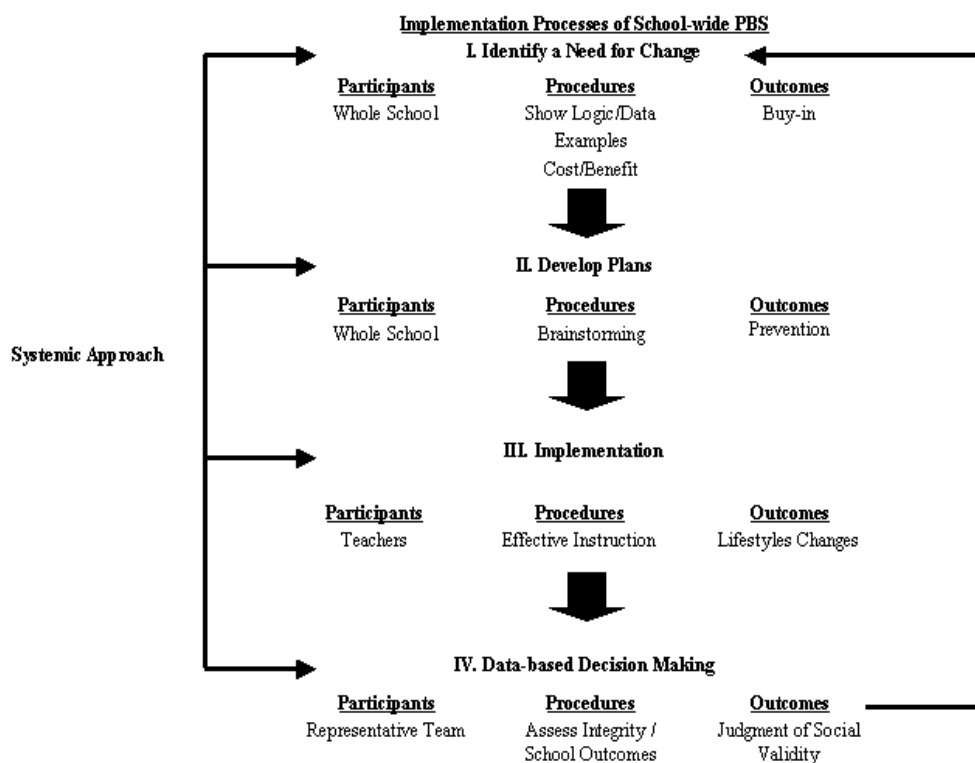 Implementation Processes of School-wide PBS
I. Identify a Need for Change
Participants Procedures Outcomes
Whole School Show Logic/Data Buy-in
Examples
Cost/Benefit
II. Develop Plans
Participants Procedures Outcomes
Whole School Brainstorming Prevention
Systemic Approach
III. Implementation
Participants Procedures Outcomes
Teachers Effective Instruction Lifestyles Changes
IV. Data-based Decision Making
Participants Procedures Outcomes
Representative Team Assess Integrity / Judgment of Social
School Outcomes Validity